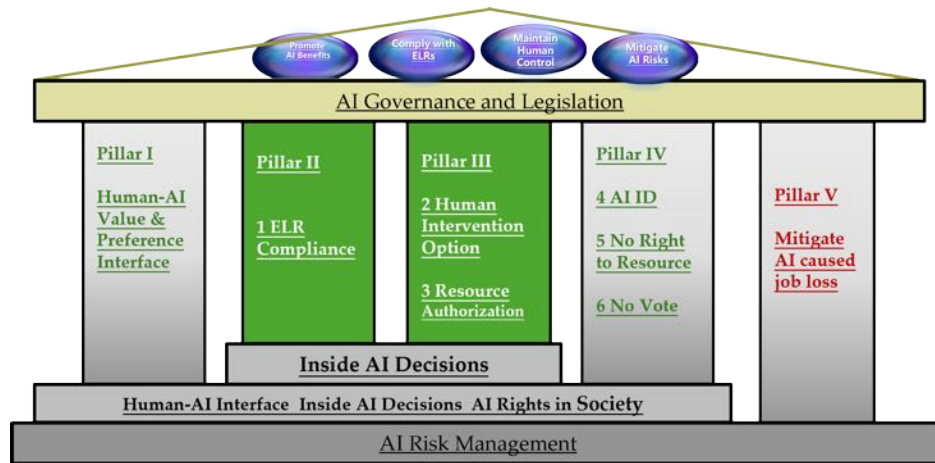 Promote
AI Benefits
Comply with
ELRs
Maintain
Human
Control
Mitigate
AI Risks
AI Governance and Legislation
Pillar I
Human-AI
Value &
Preference
Interface
Pillar II
1 ELR
Compliance
Pillar III
2 Human
Intervention
Option
3 Resource
Authorization
Pillar IV
4 AI ID
5 No Right
to Resource
6 No Vote
Pillar V
Mitigate
AI caused
job loss
Inside AI Decisions
Human-AI Interface Inside AI Decisions AI Rights in Society
AI Risk Management